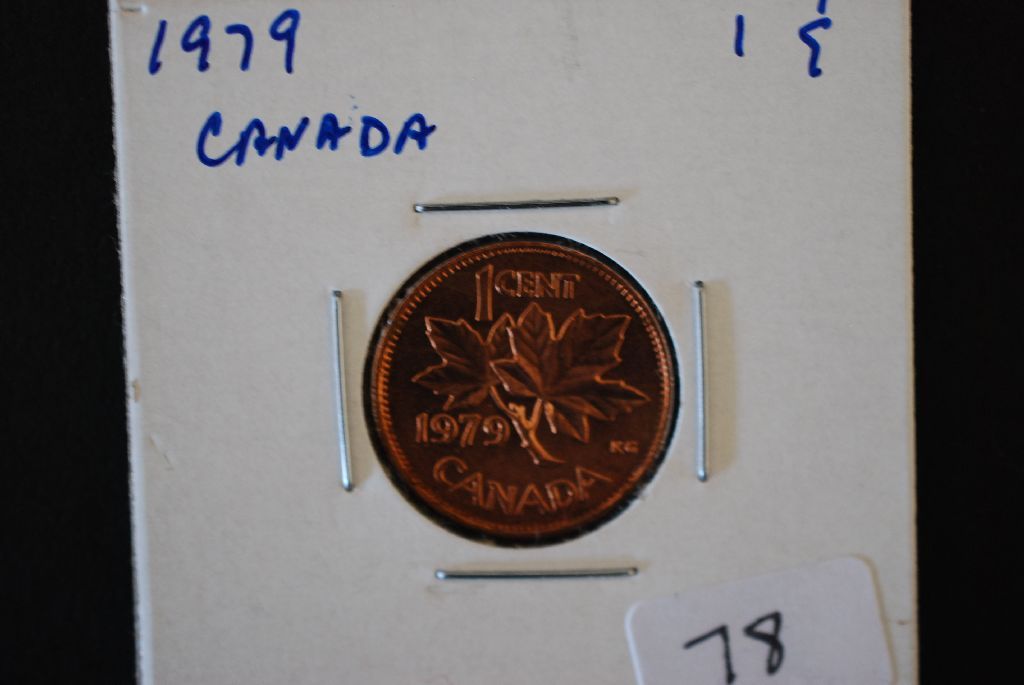 1979 1 ¢
CANADA
1 CENT
1979
KG
CANADA
78